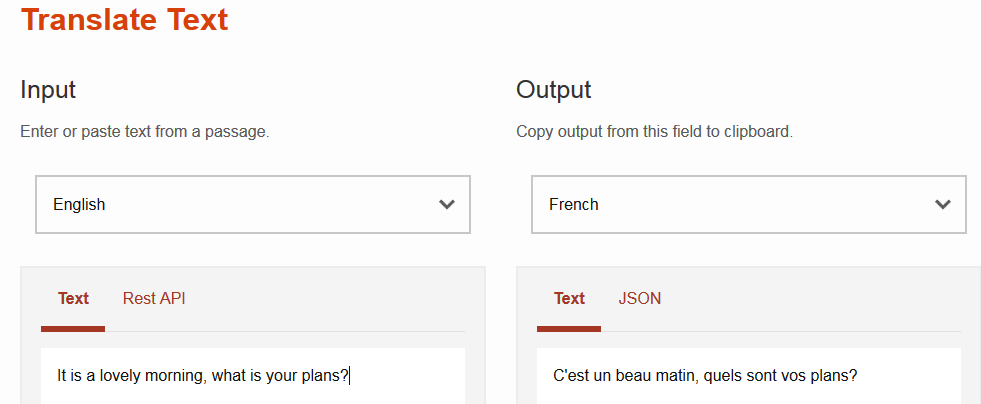 Translate Text
Input
Output
Enter or paste text from a passage.
Copy output from this field to clipboard.
English
French
Text Rest API
Text JSON
It is a lovely morning, what is your plans?
C'est un beau matin, quels sont vos plans?